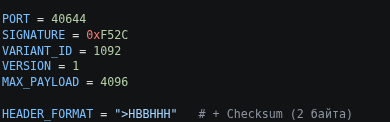 PORT = 40644
SIGNATURE = 0xF52C
VARIANT_ID = 1092
VERSION = 1
MAX_PAYLOAD = 4096
HEADER_FORMAT = ">HBBHHH"   # + Checksum (2 байта)